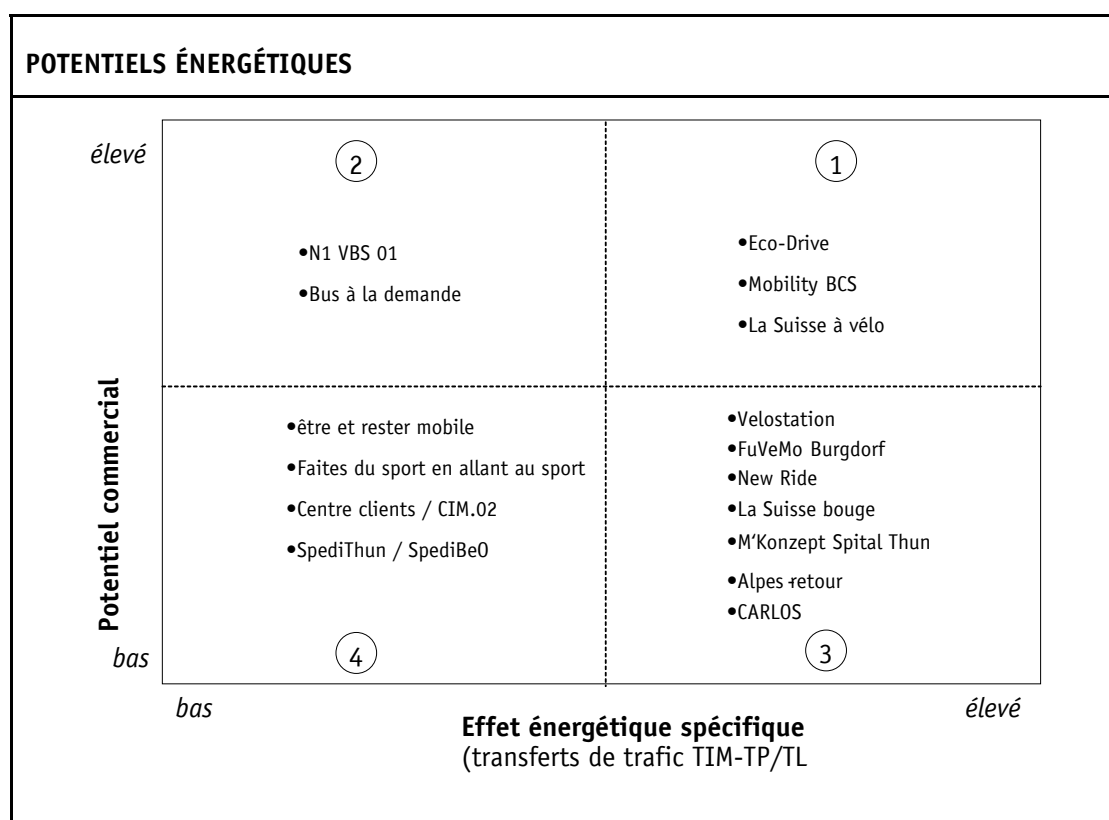 POTENTIELS ÉNERGÉTIQUES
élevé
2
1
•N1 VBS 01
•Bus à la demande
•Eco-Drive
•Mobility BCS
•La Suisse à vélo
Potentiel commercial
•être et rester mobile
•Faites du sport en allant au sport
•Centre clients / CIM.02
•SpediThun / SpediBeO
•Velostation
•FuVeMo Burgdorf
•New Ride
•La Suisse bouge
•M‘Konzept Spital Thun
•Alpes retour
•CARLOS
bas
4
3
bas
élevé
Effet énergétique spécifique
(transferts de trafic TIM-TP/TL